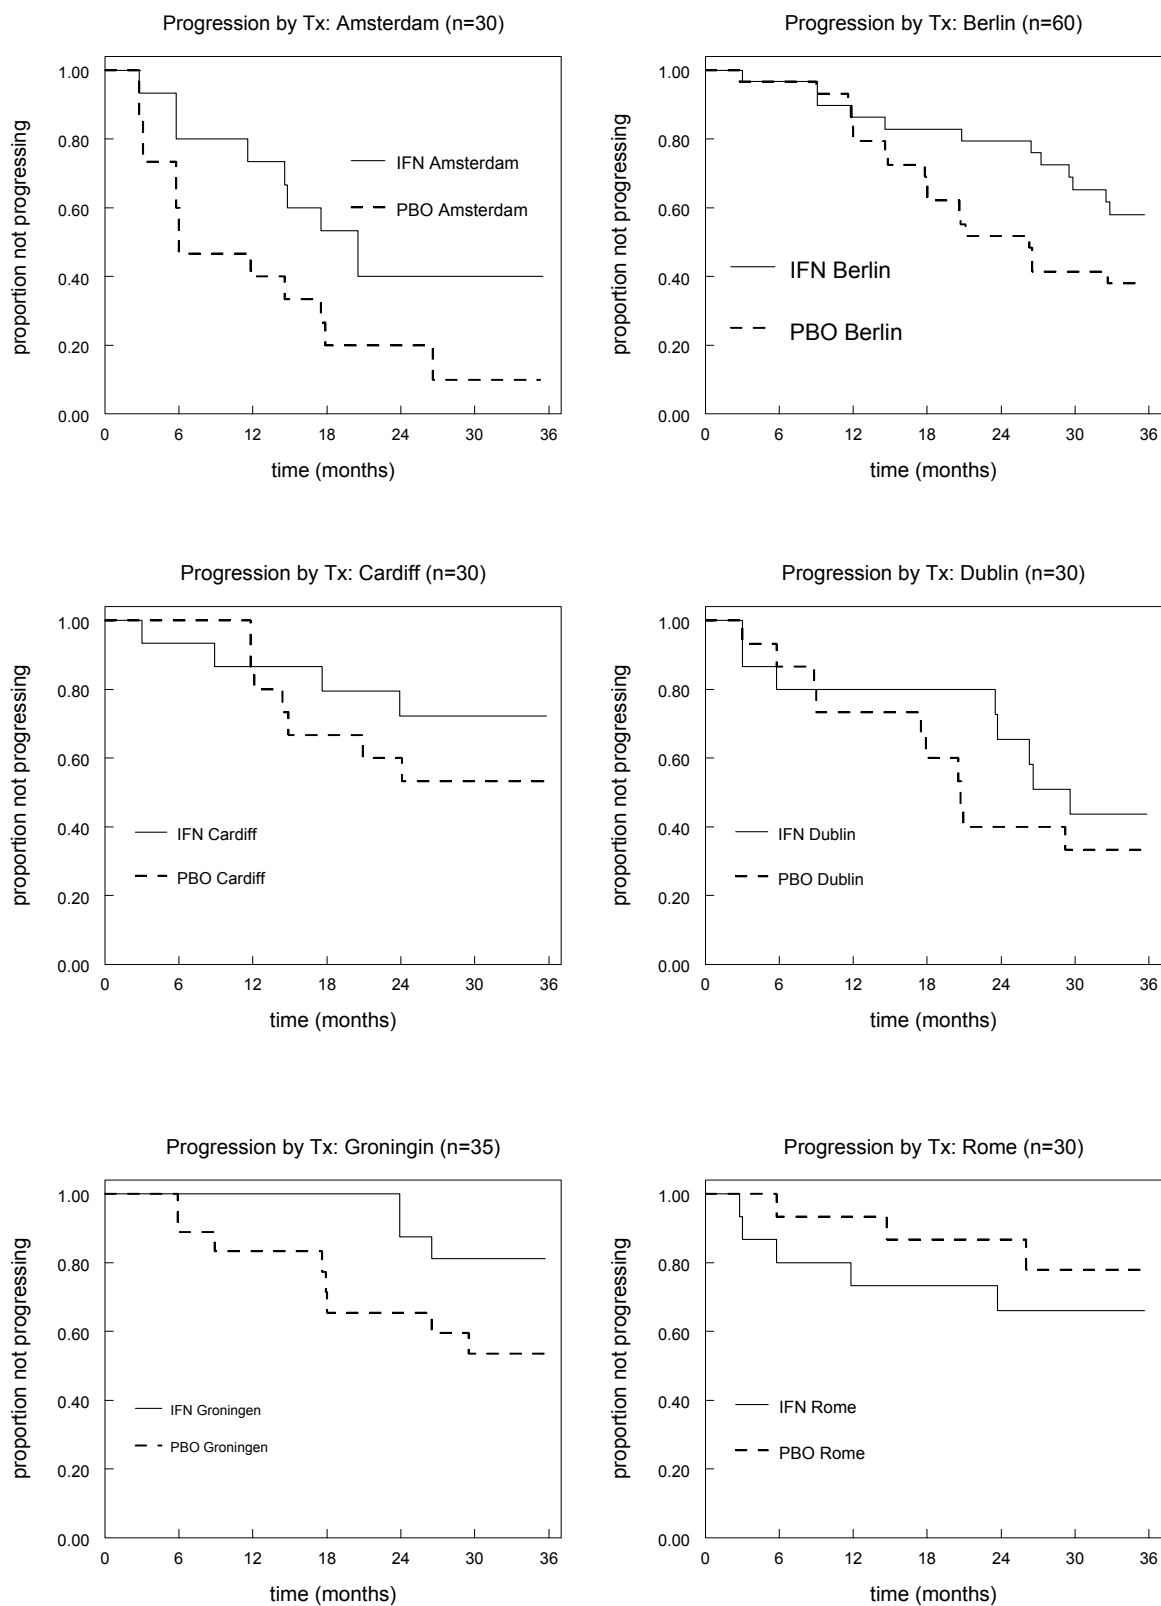 Progression by Tx: Amsterdam (n=30)
proportion not progressing
1.00
0.80
0.60
0.40
0.20
0.00
IFN Amsterdam
PBO Amsterdam
0 6 12 18 24 30 36
time (months)
Progression by Tx: Berlin (n=60)
proportion not progressing
1.00
0.80
0.60
0.40
0.20
0.00
IFN Berlin
PBO Berlin
0 6 12 18 24 30 36
time (months)
Progression by Tx: Cardiff (n=30)
proportion not progressing
1.00
0.80
0.60
0.40
0.20
0.00
IFN Cardiff
PBO Cardiff
0 6 12 18 24 30 36
time (months)
Progression by Tx: Dublin (n=30)
proportion not progressing
1.00
0.80
0.60
0.40
0.20
0.00
IFN Dublin
PBO Dublin
0 6 12 18 24 30 36
time (months)
Progression by Tx: Groningin (n=35)
proportion not progressing
1.00
0.80
0.60
0.40
0.20
0.00
IFN Groningen
PBO Groningen
0 6 12 18 24 30 36
time (months)
Progression by Tx: Rome (n=30)
proportion not progressing
1.00
0.80
0.60
0.40
0.20
0.00
IFN Rome
PBO Rome
0 6 12 18 24 30 36
time (months)